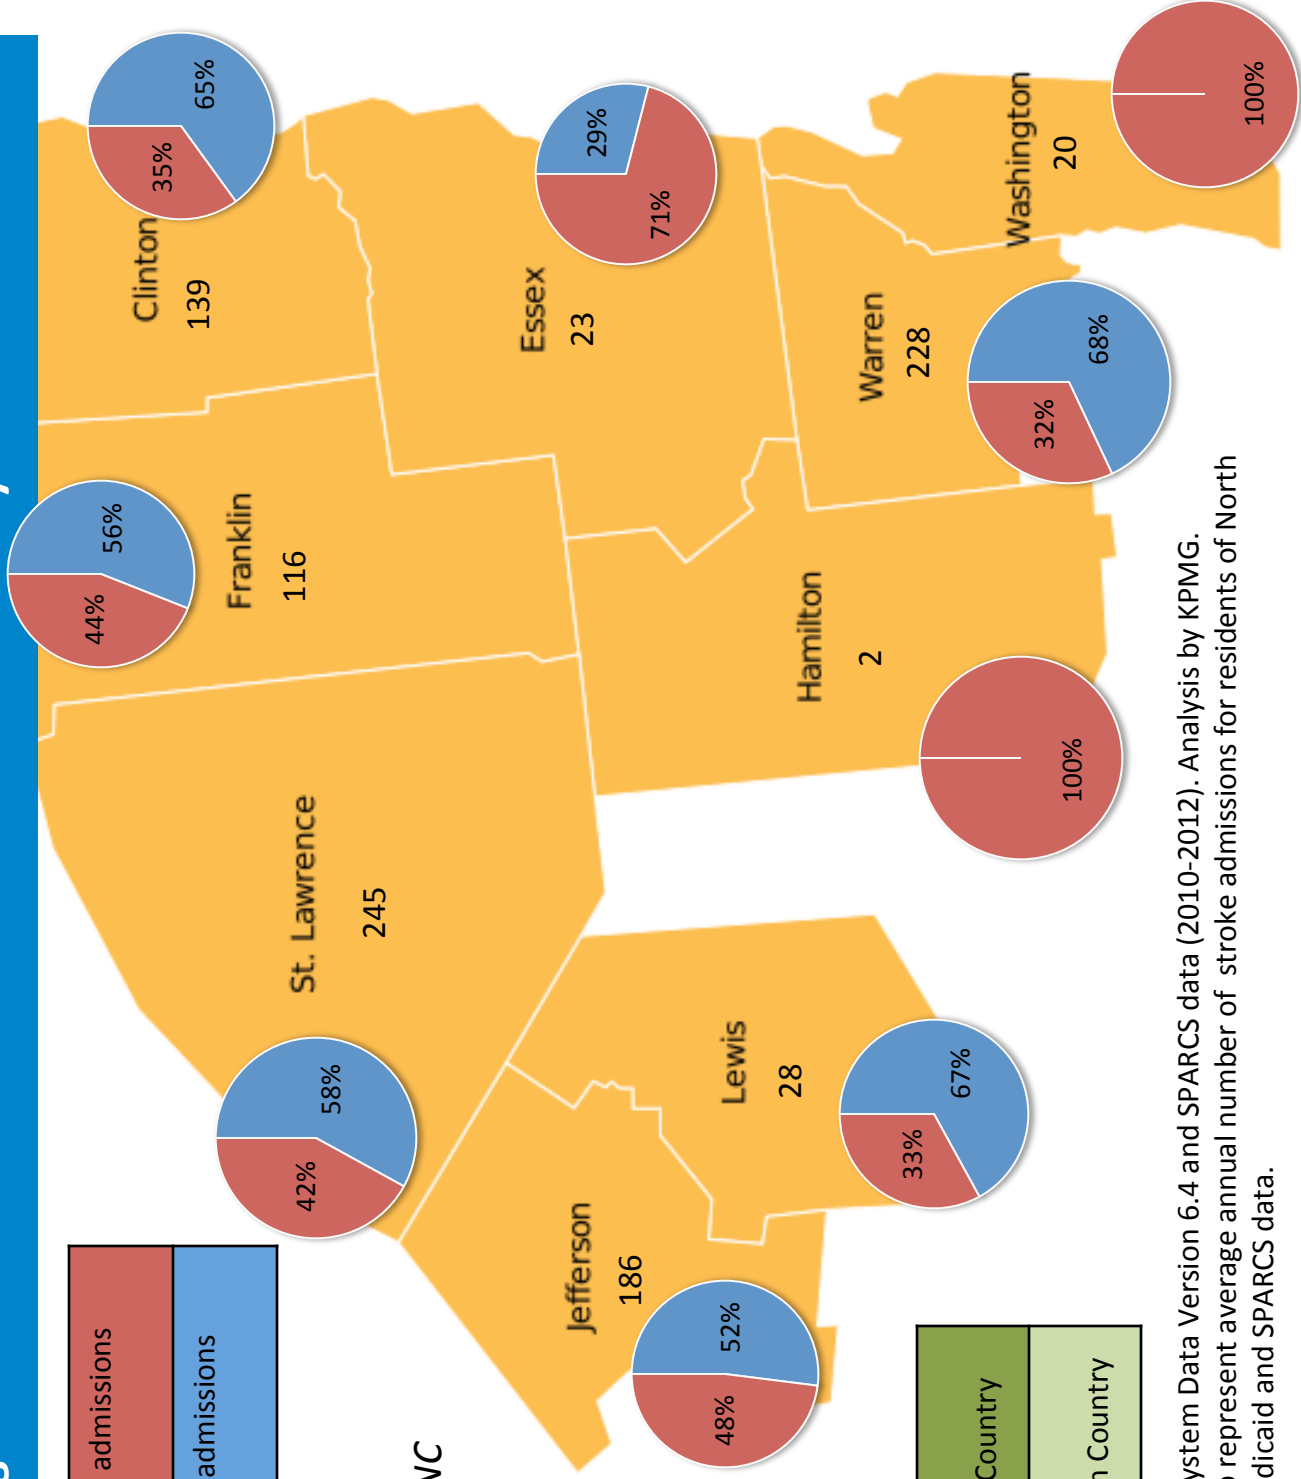 admissions
admissions
NC
Country
Country
St. Lawrence
245
42%
58%
Franklin
116
44%
56%
Clinton
139
35%
65%
Jefferson
186
48%
52%
Lewis
28
33%
67%
Hamilton
2
100%
Essex
23
71%
29%
Warren
228
32%
68%
Washington
20
100%
ystem Data Version 6.4 and SPARCS data (2010-2012). Analysis by KPMG.
represent average annual number of stroke admissions for residents of North
dicaid and SPARCS data.